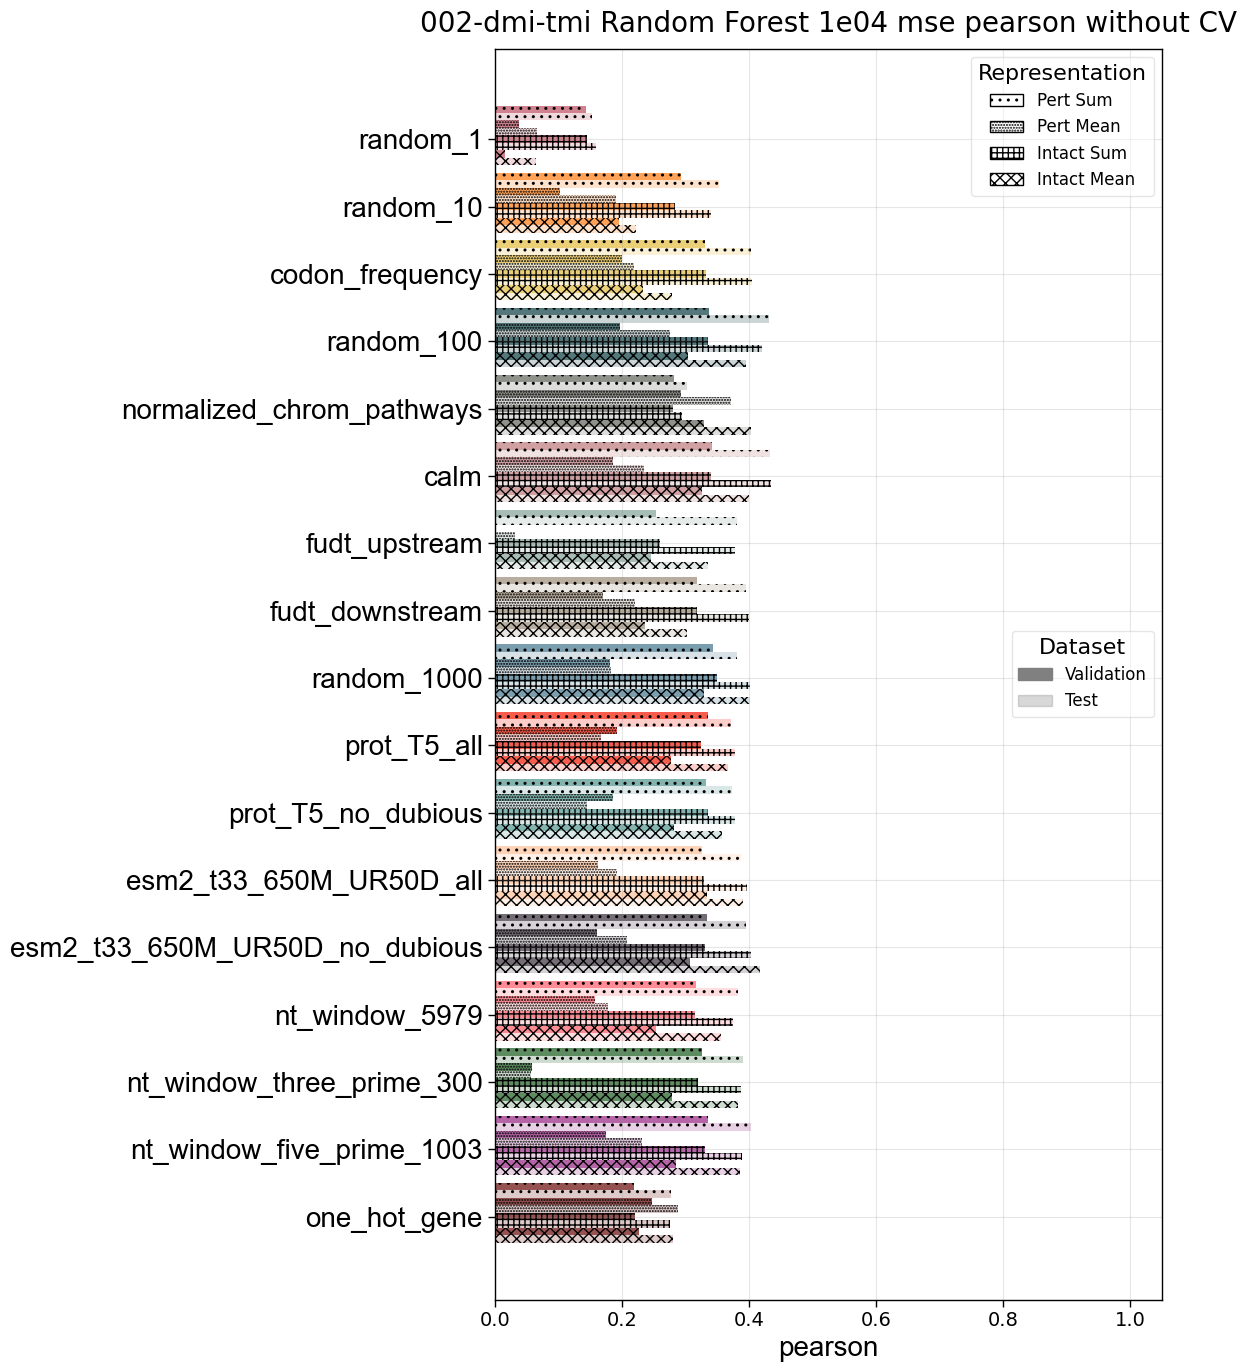 002-dmi-tmi Random Forest 1e04 mse pearson without CV
Representation
Pert Sum
Pert Mean
Intact Sum
Intact Mean
random_1
random_10
codon_frequency
random_100
normalized_chrom_pathways
calm
fudt_upstream
fudt_downstream
Dataset
Validation
Test
random_1000
prot_T5_all
prot_T5_no_dubious
esm2_t33_650M_UR50D_all
esm2_t33_650M_UR50D_no_dubious
nt_window_5979
nt_window_three_prime_300
nt_window_five_prime_1003
one_hot_gene
0.0 0.2 0.4 0.6 0.8 1.0
pearson